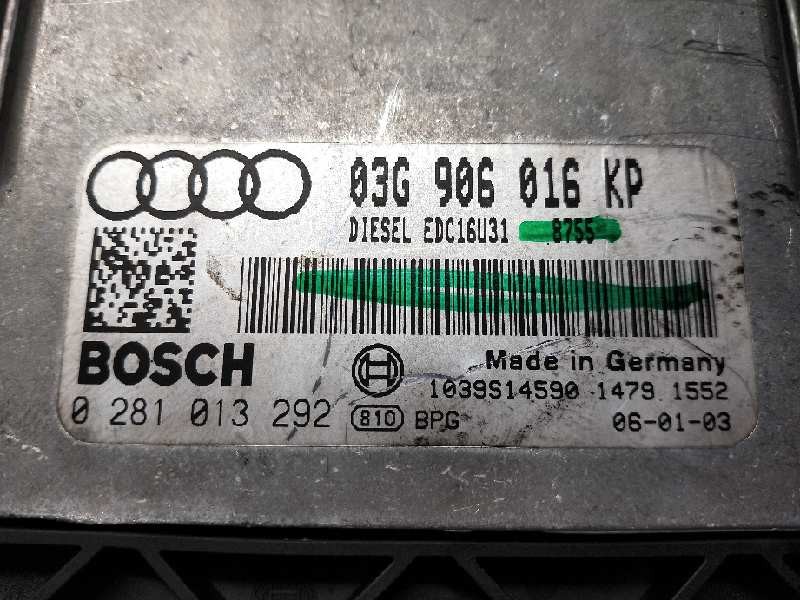 03G 906 016 KP
DIESEL EDC16U31 8755
BOSCH
Made in Germany
1039S14590 1479 1552
0 281 013 292 810 BPG 06-01-03